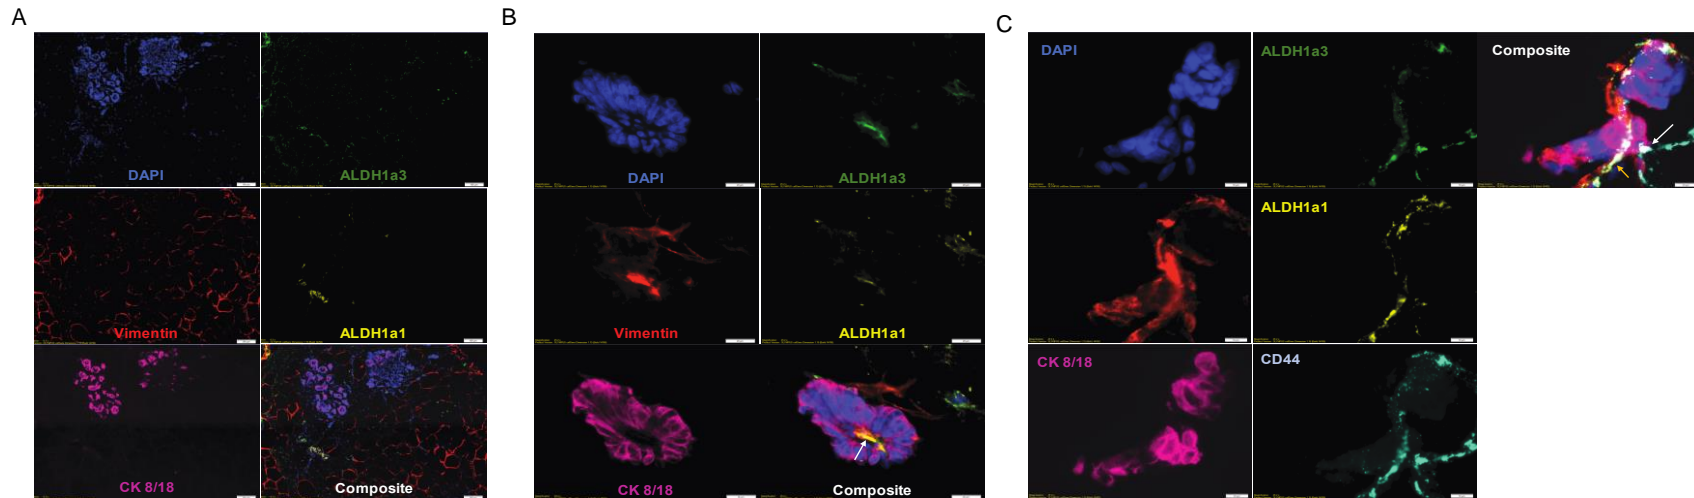 A
B
C
DAPI
ALDH1a3
Vimentin
ALDH1a1
CK 8/18
Composite
DAPI
ALDH1a3
Vimentin
ALDH1a1
CK 8/18
Composite
DAPI
ALDH1a3
Composite
ALDH1a1
CK 8/18
CD44